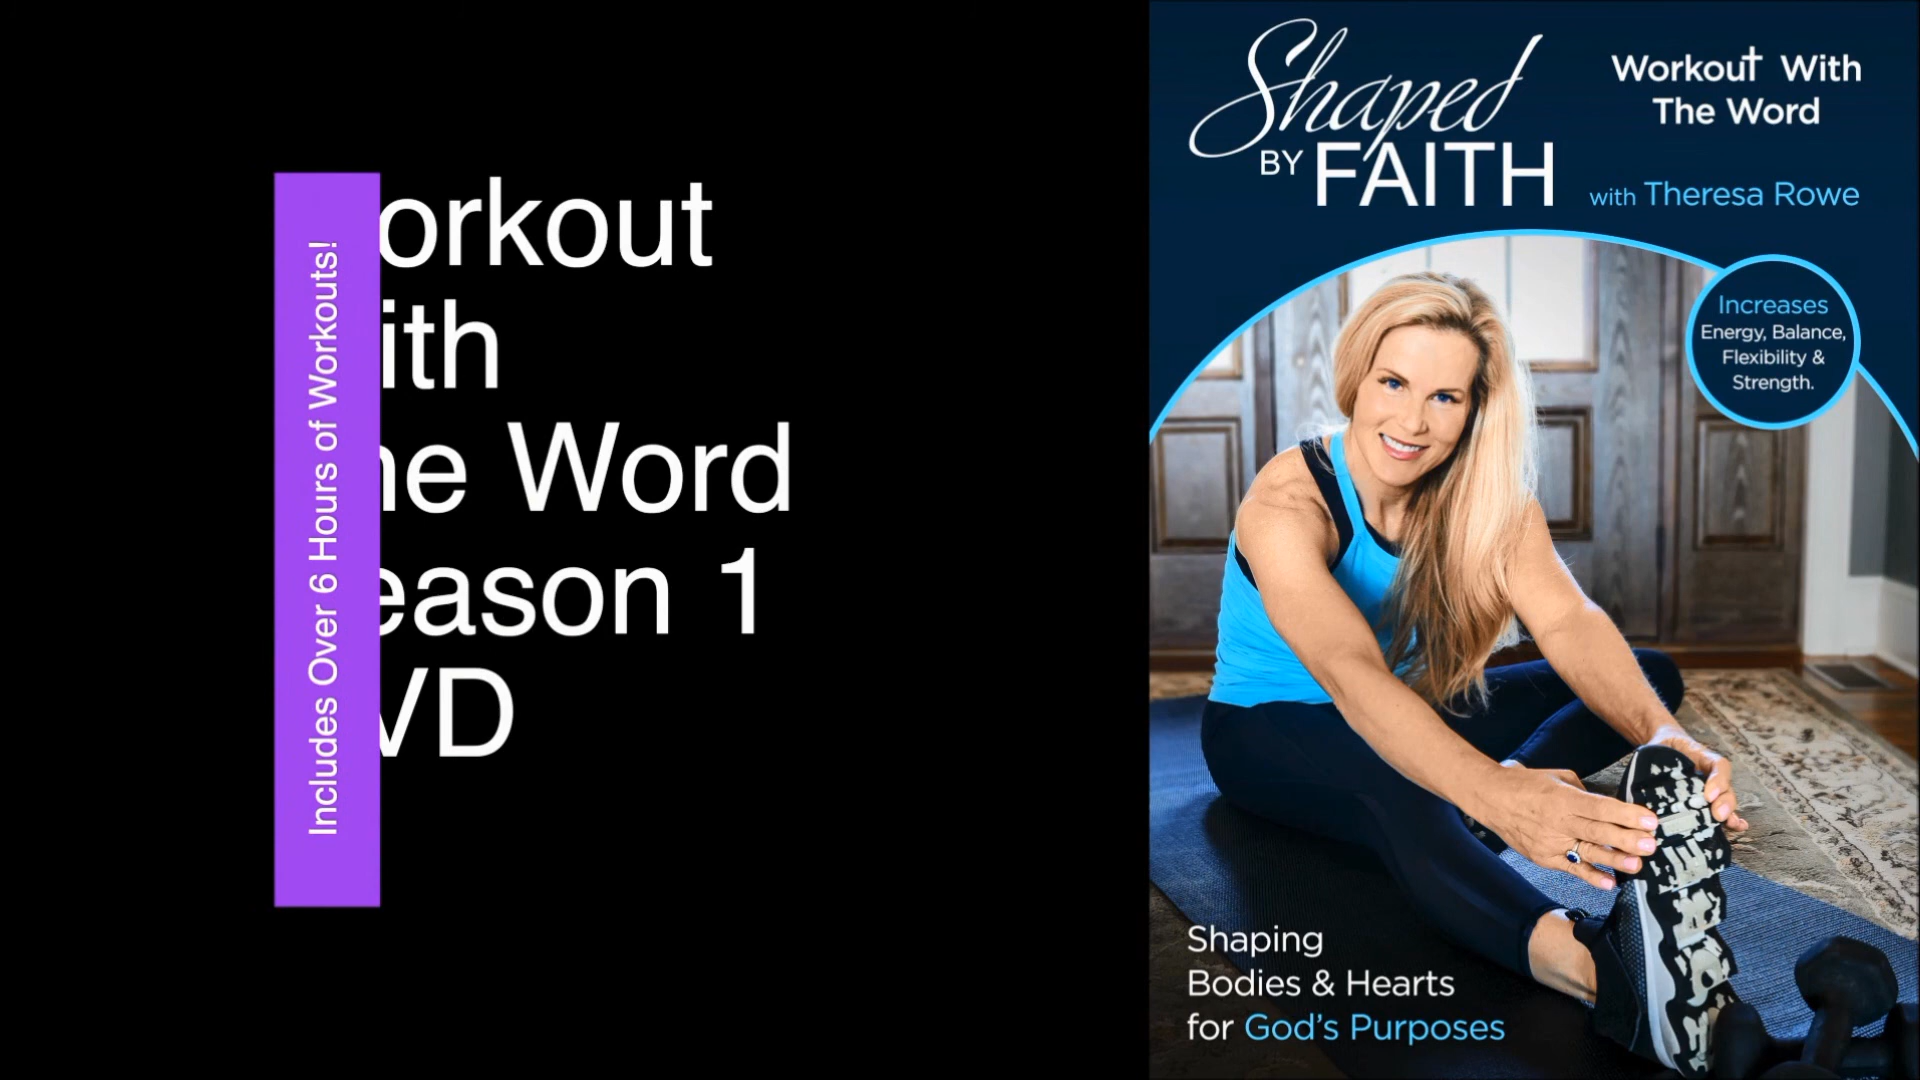 Includes Over 6 Hours of Workouts!
orkout
ith
he Word
eason 1
VD
Shaped
BY FAITH
Workout With
The Word
with Theresa Rowe
Increases
Energy, Balance,
Flexibility &
Strength.
Shaping
Bodies & Hearts
for God's Purposes